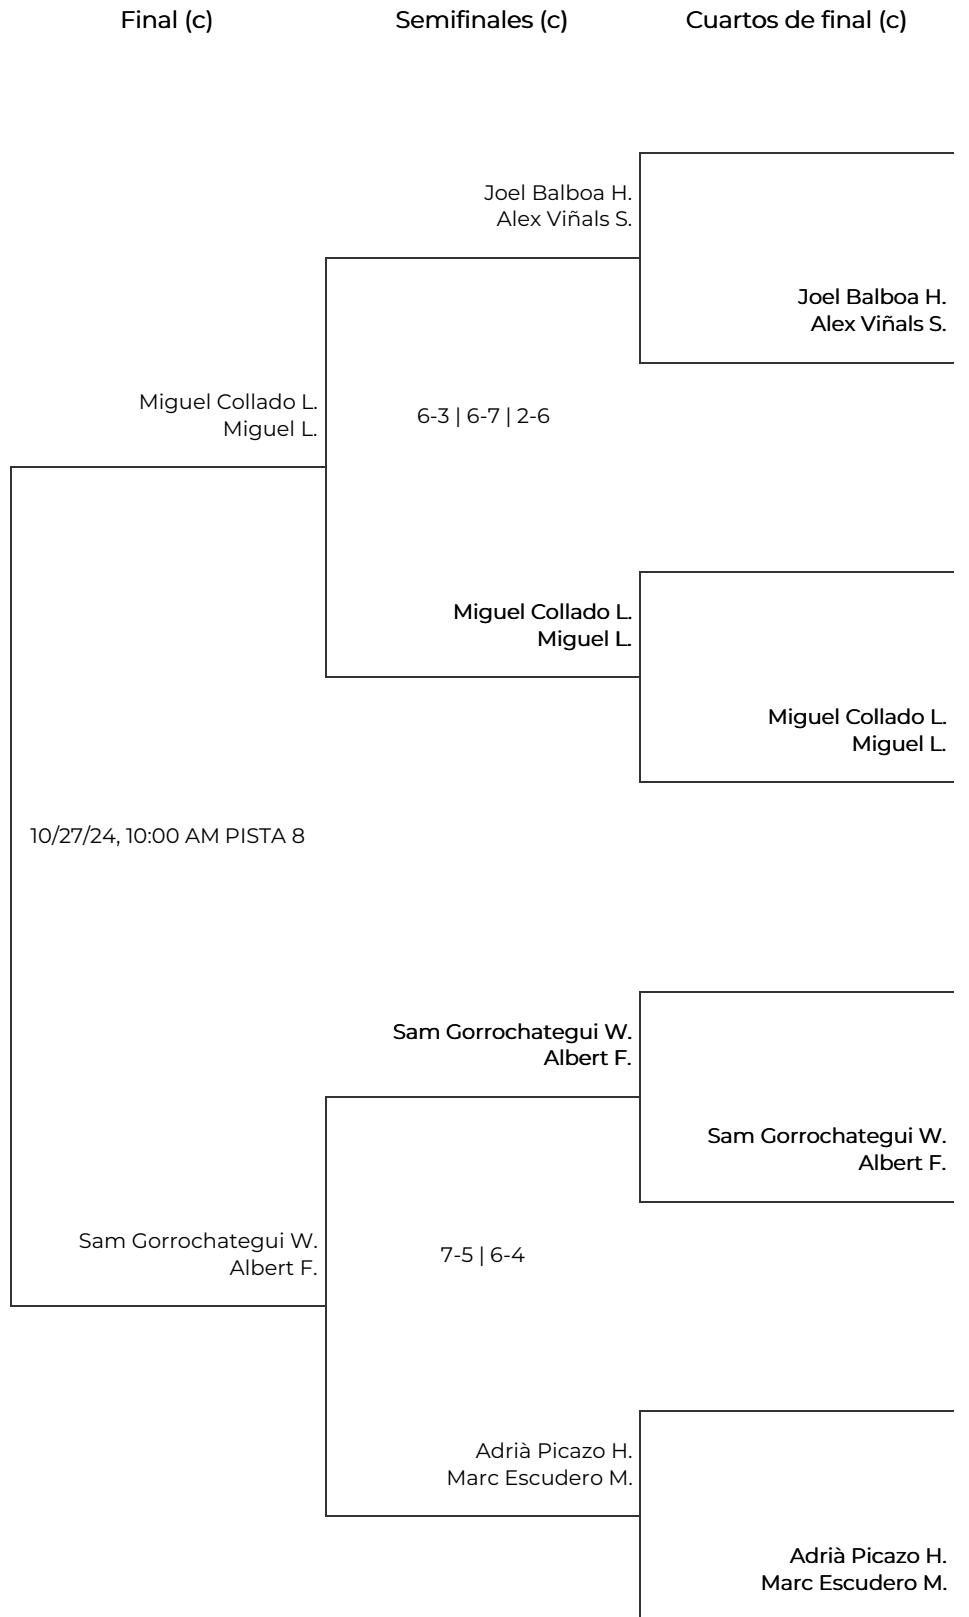 Final (c)
Semifinales (c)
Cuartos de final (c)
Joel Balboa H.
Alex Viñals S.
Joel Balboa H.
Alex Viñals S.
Miguel Collado L.
Miguel L.
6-3 | 6-7 | 2-6
Miguel Collado L.
Miguel L.
Miguel Collado L.
Miguel L.
10/27/24, 10:00 AM PISTA 8
Sam Gorrochategui W.
Albert F.
Sam Gorrochategui W.
Albert F.
Sam Gorrochategui W.
Albert F.
7-5 | 6-4
Adrià Picazo H.
Marc Escudero M.
Adrià Picazo H.
Marc Escudero M.